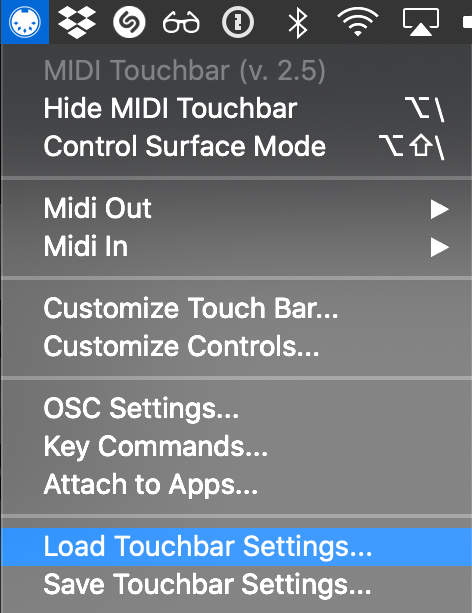 MIDI Touchbar (v. 2.5)
Hide MIDI Touchbar ⌥\
Control Surface Mode ⌥⇧\
Midi Out ▶
Midi In ▶
Customize Touch Bar...
Customize Controls...
OSC Settings...
Key Commands...
Attach to Apps...
Load Touchbar Settings...
Save Touchbar Settings...